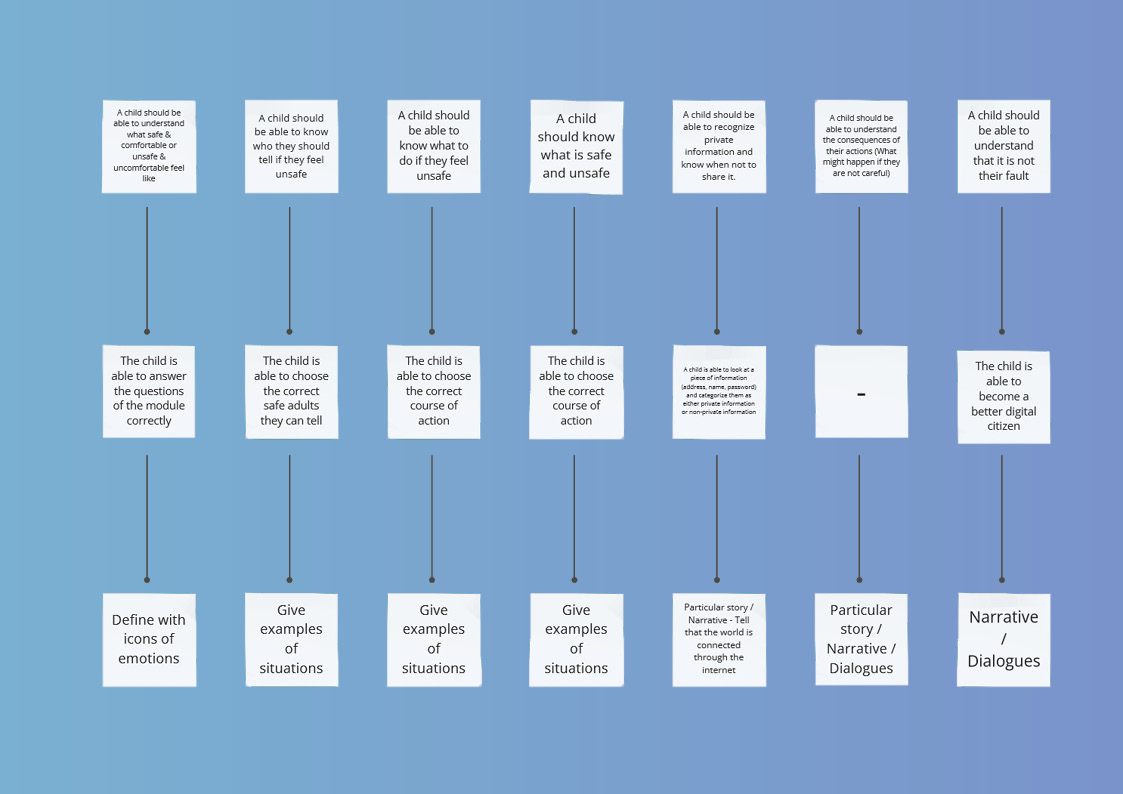 A child should be
able to understand
what safe &
comfortable or
unsafe &
uncomfortable feel
like
A child should
be able to know
who they should
tell if they feel
unsafe
A child should
be able to
know what to
do if they feel
unsafe
A child
should know
what is safe
and unsafe
A child should be
able to recognize
private
information and
know when not to
share it.
A child should be
able to understand
the consequences of
their actions (What
might happen if they
are not careful)
A child should
be able to
understand
that it is not
their fault
The child is
able to answer
the questions
of the module
correctly
The child is
able to choose
the correct
safe adults
they can tell
The child is
able to choose
the correct
course of
action
The child is
able to choose
the correct
course of
action
A child is able to look at a
piece of information
(address, name, password)
and categorize them as
either private information
or non-private information
-
The child is
able to
become a
better digital
citizen
Define with
icons of
emotions
Give
examples
of
situations
Give
examples
of
situations
Give
examples
of
situations
Particular story /
Narrative - Tell
that the world is
connected
through the
internet
Particular
story /
Narrative /
Dialogues
Narrative
/
Dialogues